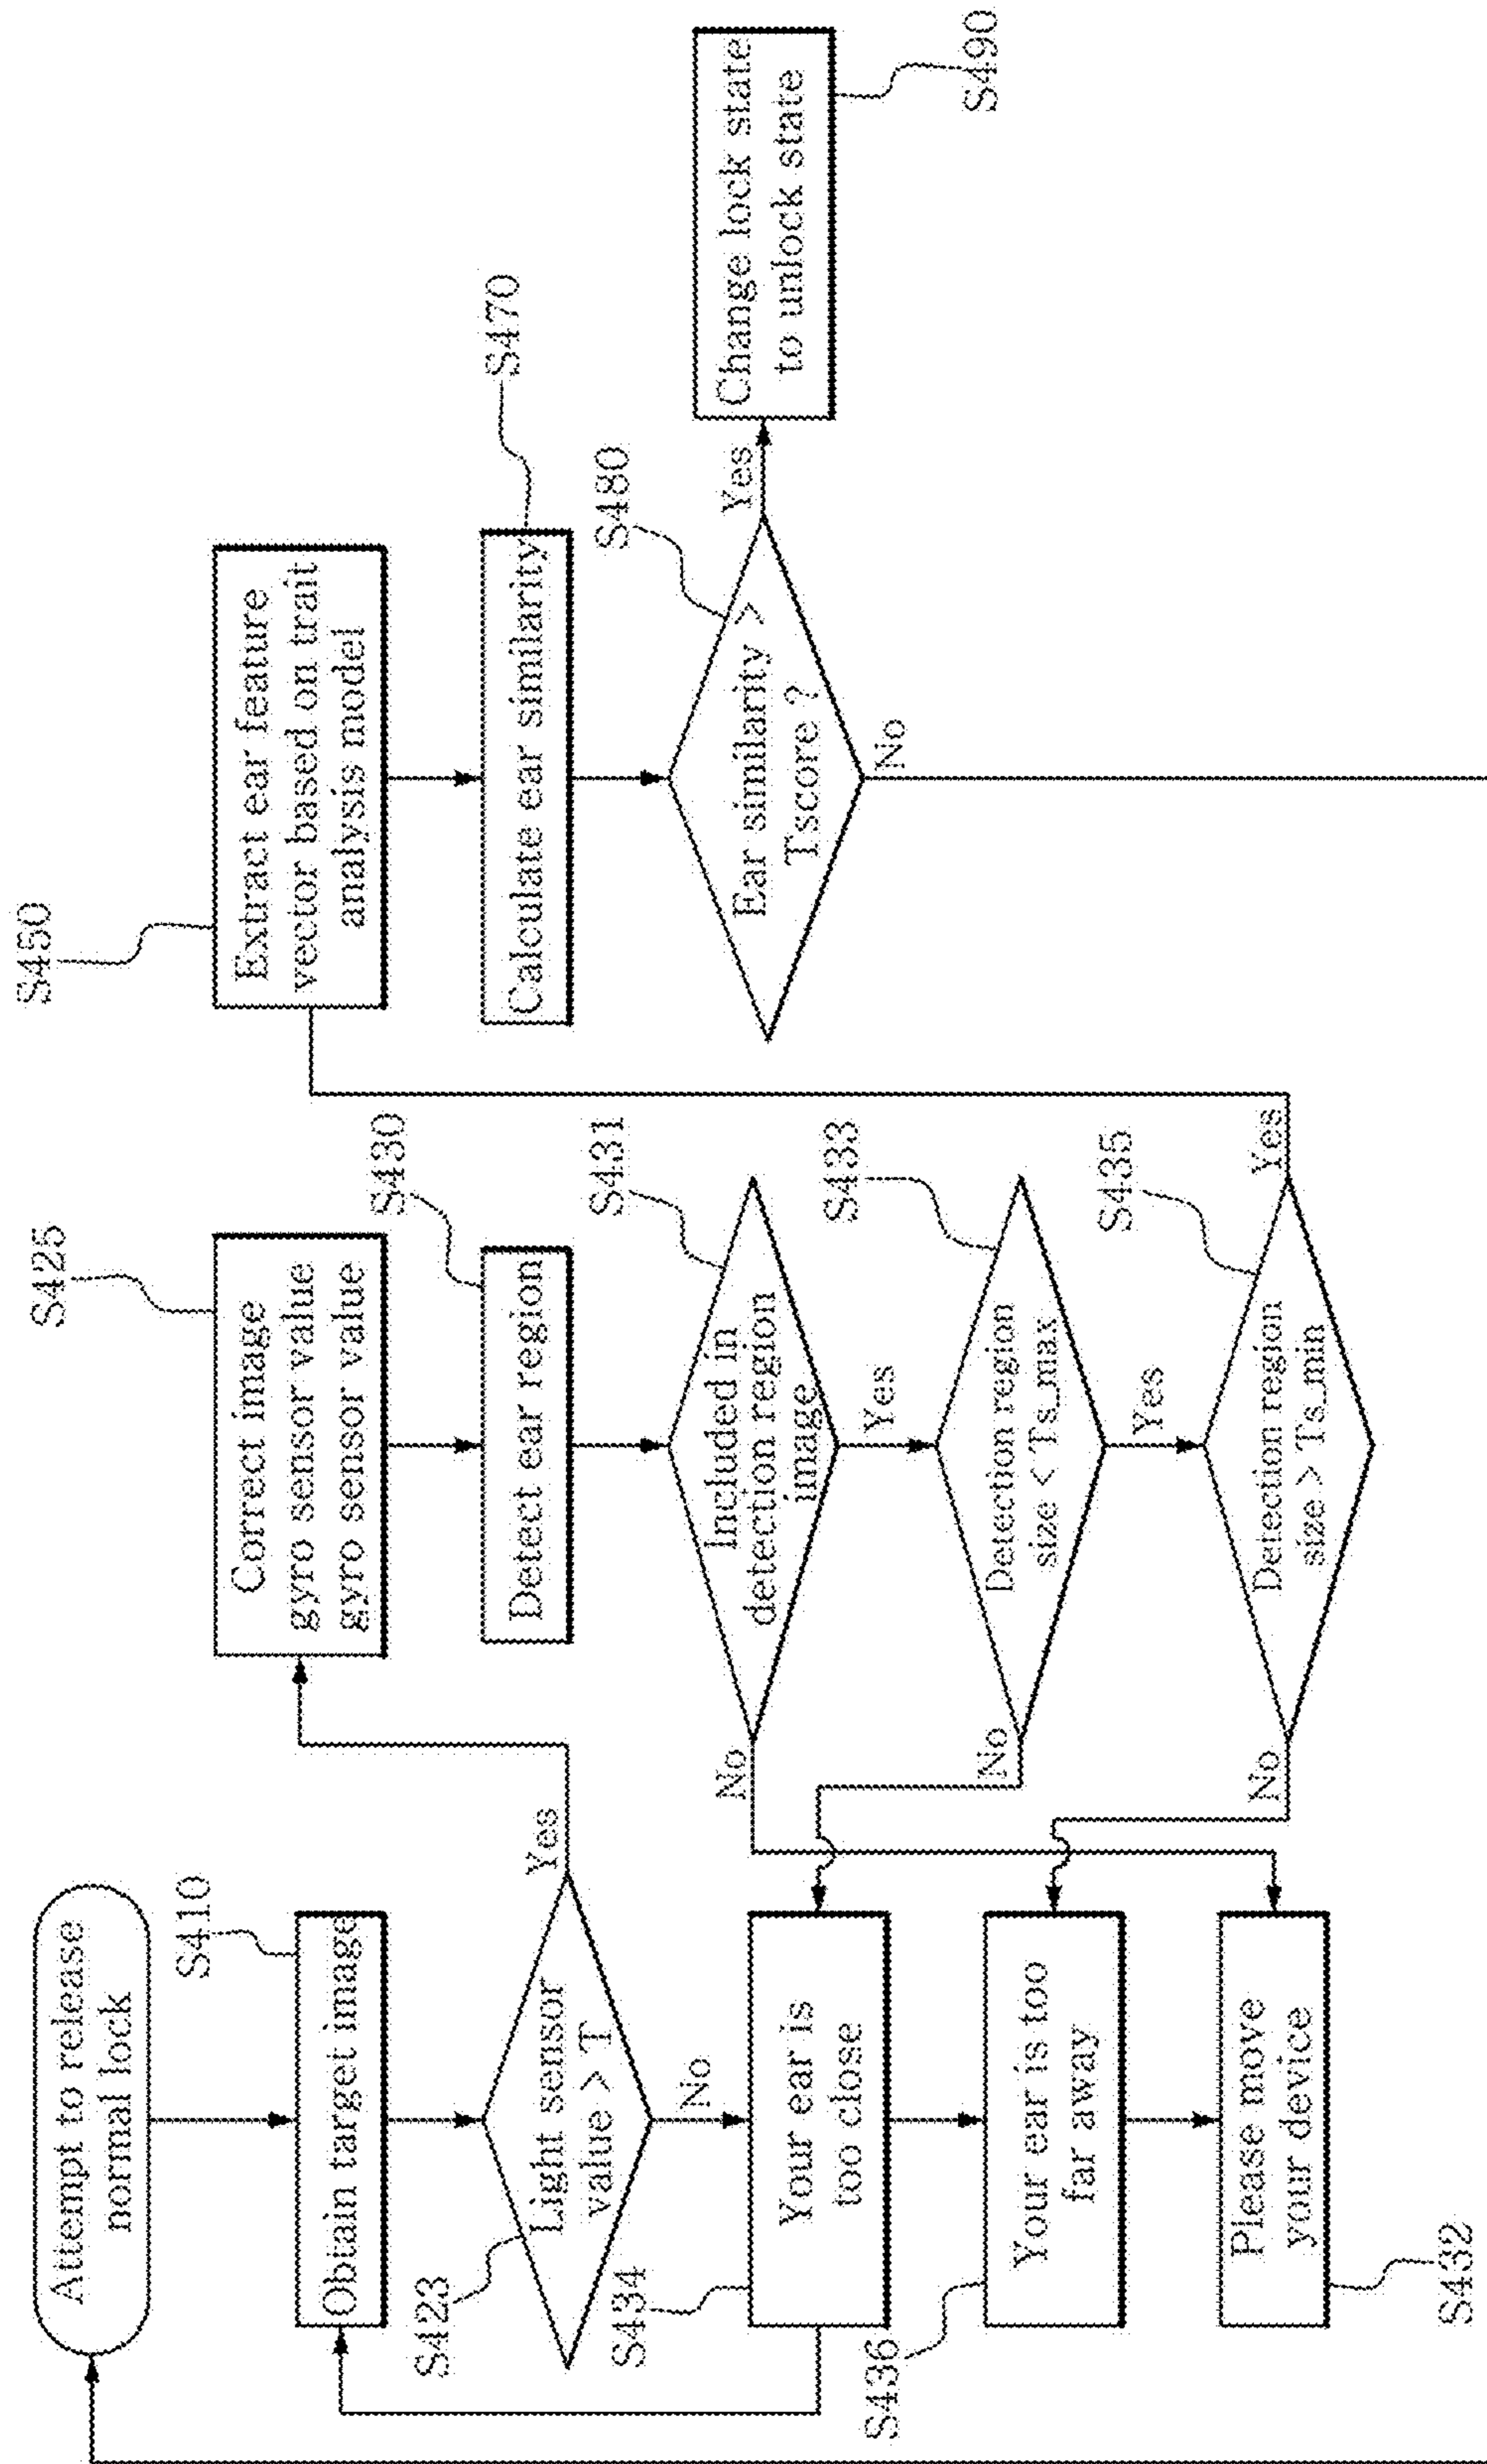 Attempt to release
normal lock
S410
Obtain target image
S423
Light sensor
value > T
Yes
No
S434
Your ear is
too close
S436
Your ear is too
far away
Please move
your device
S432
S425
Correct image
gyro sensor value
gyro sensor value
S430
Detect ear region
S431
Included in
detection region
image
No
Yes
S433
Detection region
size < Ts_max
No
Yes
S435
Detection region
size > Ts_min
No
Yes
S450
Extract ear feature
vector based on trait
analysis model
S470
Calculate ear similarity
S480
Ear similarity >
Tscore ?
Yes
No
Change lock state
to unlock state
S490